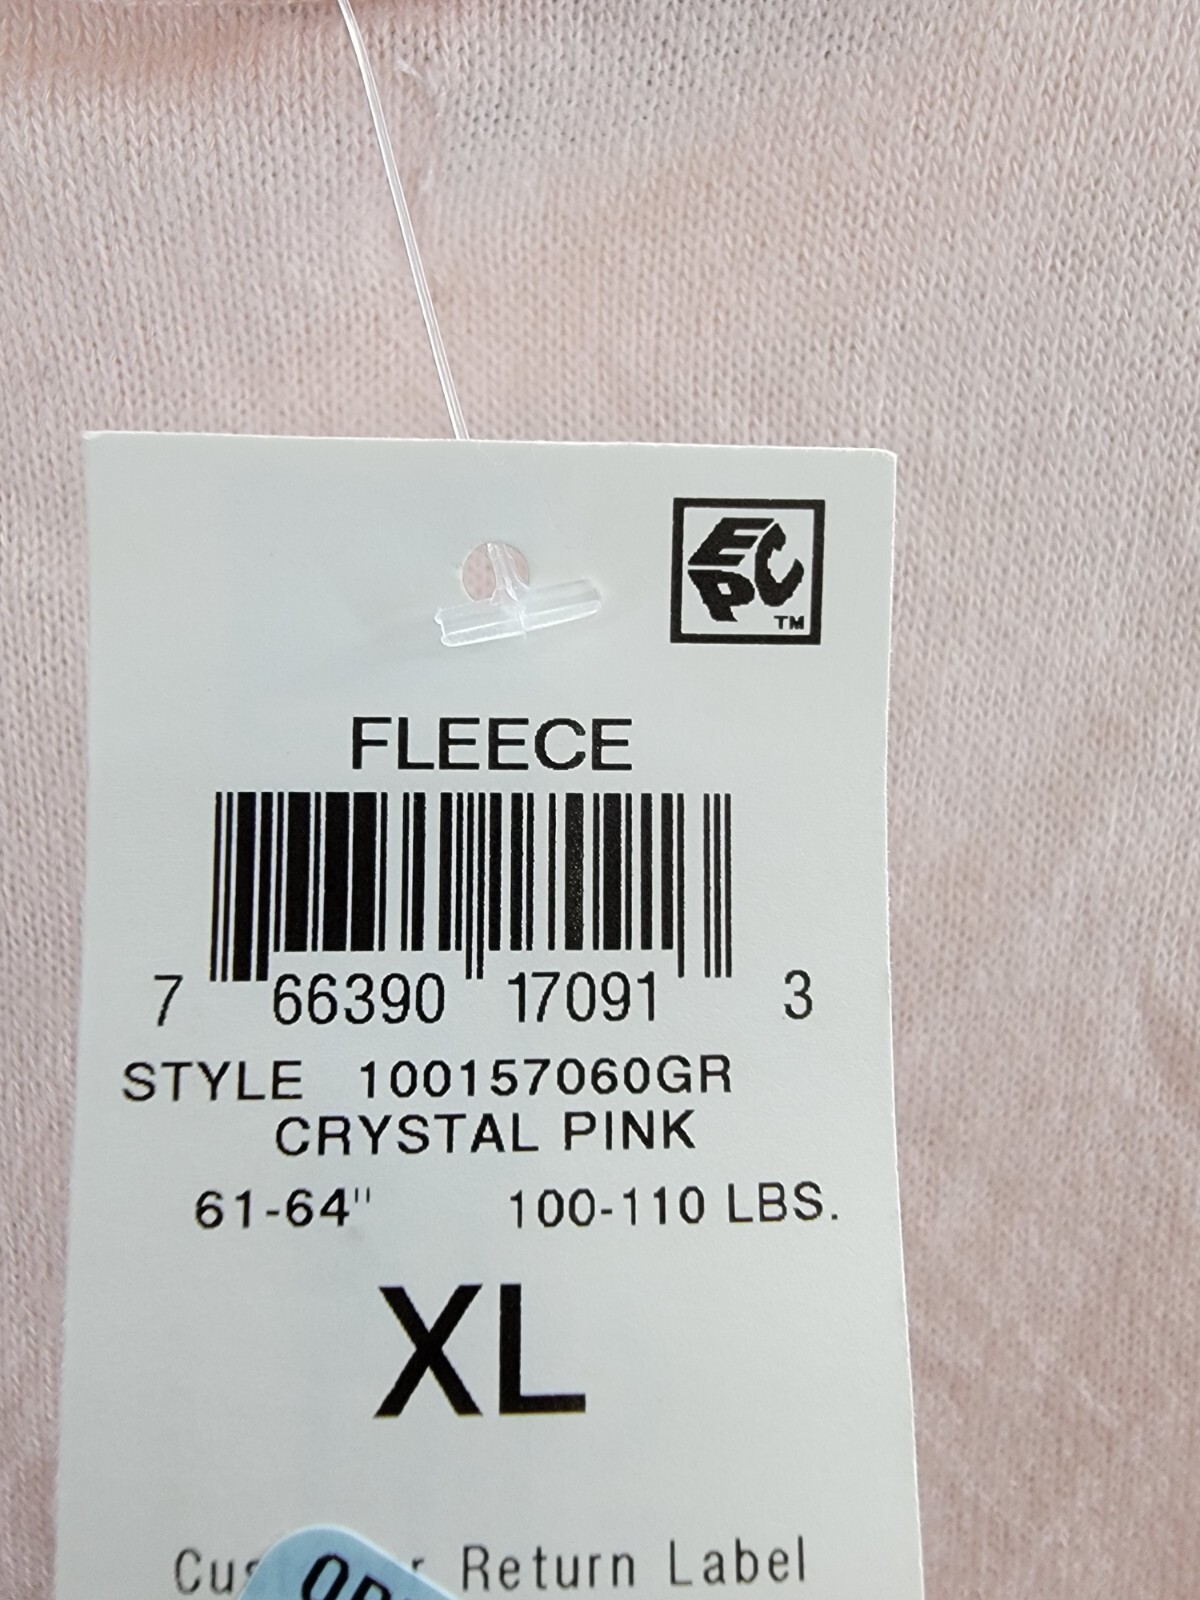 EPC
TM
FLEECE
7 66390 17091 3
STYLE 100157060GR
CRYSTAL PINK
61-64" 100-110 LBS.
XL
Return Label